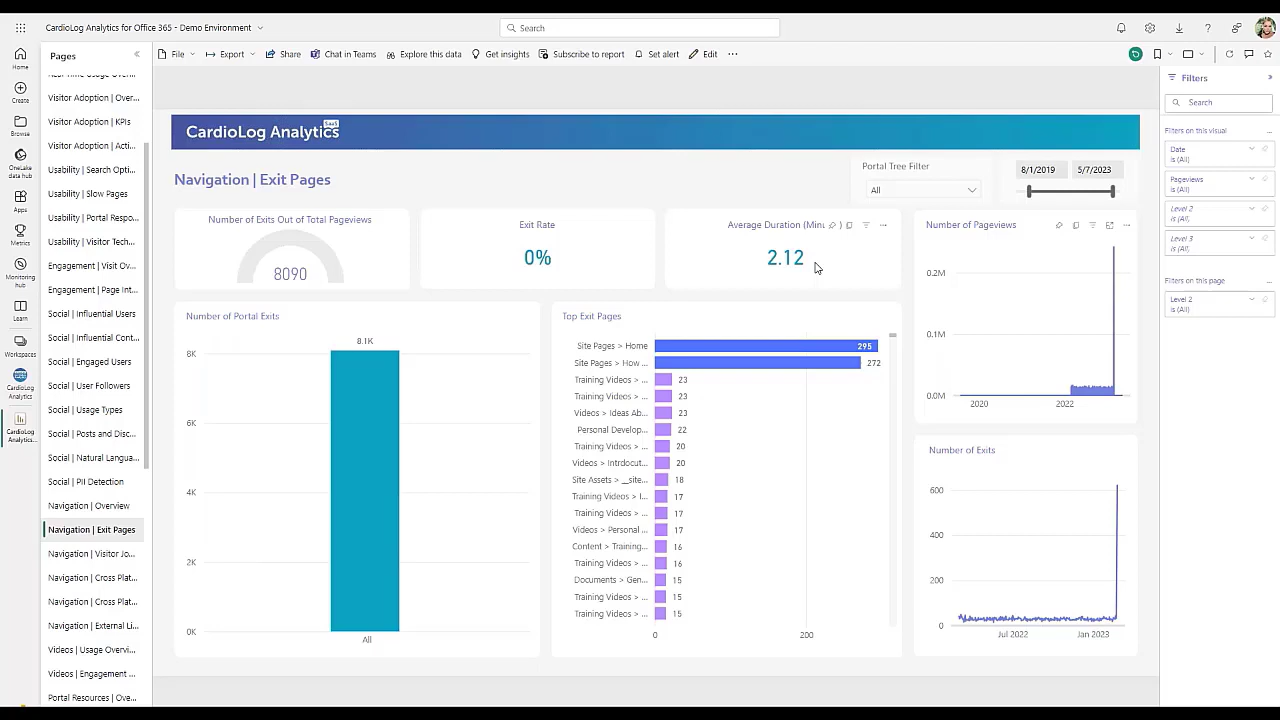 CardioLog Analytics for Office 365 - Demo Environment
Search
Home
Create
Browse
OneLake
data hub
Apps
Metrics
Monitoring
hub
Learn
Workspaces
CardioLog
Analytics
CardioLog
Analytics...
Pages
Visitor Adoption | Over...
Visitor Adoption | KPIs
Visitor Adoption | Acti...
Usability | Search Optio...
Usability | Slow Pages
Usability | Portal Respo...
Usability | Visitor Tech...
Engagement | Visit Ov...
Engagement | Page Int...
Social | Influential Users
Social | Influential Cont...
Social | Engaged Users
Social | User Followers
Social | Usage Types
Social | Posts and Disc...
Social | Natural Langua...
Social | PII Detection
Navigation | Overview
Navigation | Exit Pages
Navigation | Visitor Jo...
Navigation | Cross Plat...
Navigation | Cross Plat...
Navigation | External Li...
Videos | Usage Overvi...
Videos | Engagement ...
Portal Resources | Ove...
File
Export
Share
Chat in Teams
Explore this data
Get insights
Subscribe to report
Set alert
Edit
CardioLog Analytics
SaaS
Navigation | Exit Pages
Portal Tree Filter
All
8/1/2019
5/7/2023
Number of Exits Out of Total Pageviews
8090
Exit Rate
0%
Average Duration (Minu
2.12
Number of Pageviews
0.2M
0.1M
0.0M
2020
2022
Number of Portal Exits
8K
6K
4K
2K
0K
8.1K
All
Top Exit Pages
Site Pages > Home
295
Site Pages > How ...
272
Training Videos > ...
23
Training Videos > ...
23
Videos > Ideas Ab...
23
Personal Develop...
22
Training Videos > ...
20
Videos > Intrdocut...
20
Site Assets > __site...
18
Training Videos > I...
17
Training Videos > ...
17
Videos > Personal ...
17
Content > Training...
16
Training Videos > ...
16
Documents > Gen...
15
Training Videos > ...
15
Training Videos > ...
15
0
200
Number of Exits
600
400
200
0
Jul 2022
Jan 2023
Filters
Search
Filters on this visual
Date
is (All)
Pageviews
is (All)
Level 2
is (All,
Level 3
is (All,
Filters on this page
Level 2
is (All)